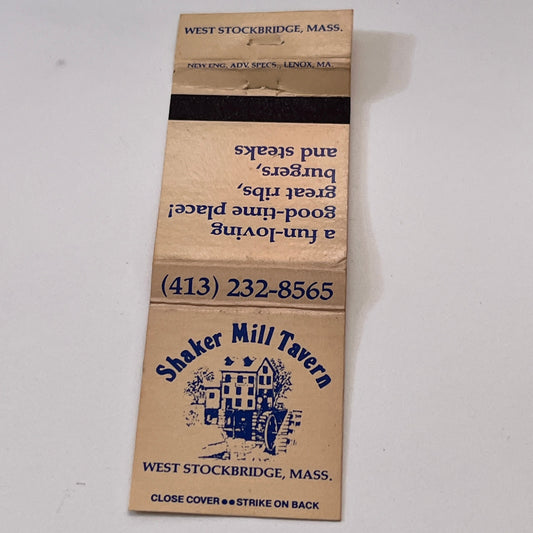 WEST STOCKBRIDGE, MASS.
NEW ENG. ADV. SPECS., LENOX, MA.
a fun-loving
good-time place!
great ribs,
burgers,
and steaks
(413) 232-8565
Shaker Mill Tavern
WEST STOCKBRIDGE, MASS.
CLOSE COVER ●● STRIKE ON BACK